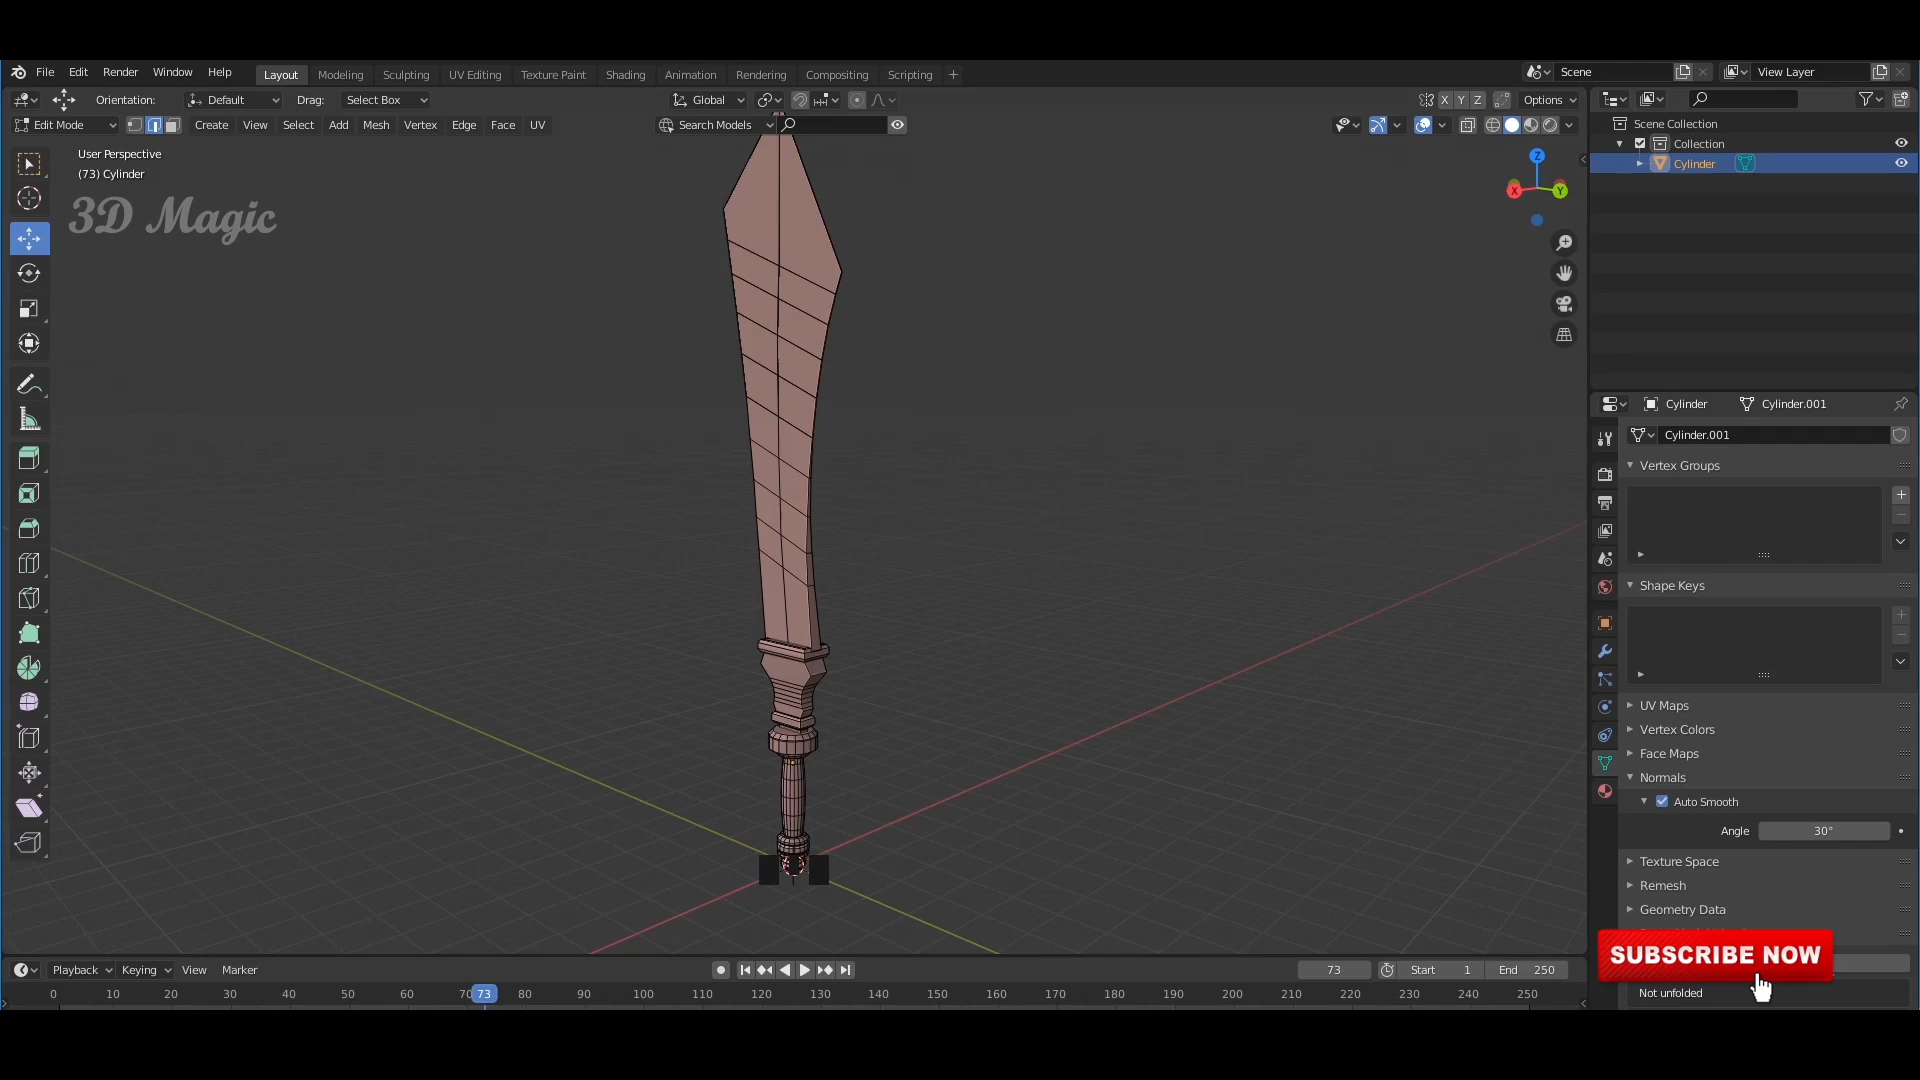 File Edit Render Window Help Layout Modeling Sculpting UV Editing Texture Paint Shading Animation Rendering Compositing Scripting + Scene View Layer
Orientation: Default Drag: Select Box Global X Y Z Options
Edit Mode Create View Select Add Mesh Vertex Edge Face UV Search Models
User Perspective
(73) Cylinder
3D Magic
Z
X Y
Scene Collection
Collection
Cylinder
Cylinder Cylinder.001
Cylinder.001
Vertex Groups
Shape Keys
UV Maps
Vertex Colors
Face Maps
Normals
Auto Smooth
Angle 30°
Texture Space
Remesh
Geometry Data
SUBSCRIBE NOW
Not unfolded
Playback Keying View Marker 73 Start 1 End 250
0 10 20 30 40 50 60 70 73 80 90 100 110 120 130 140 150 160 170 180 190 200 210 220 230 240 250